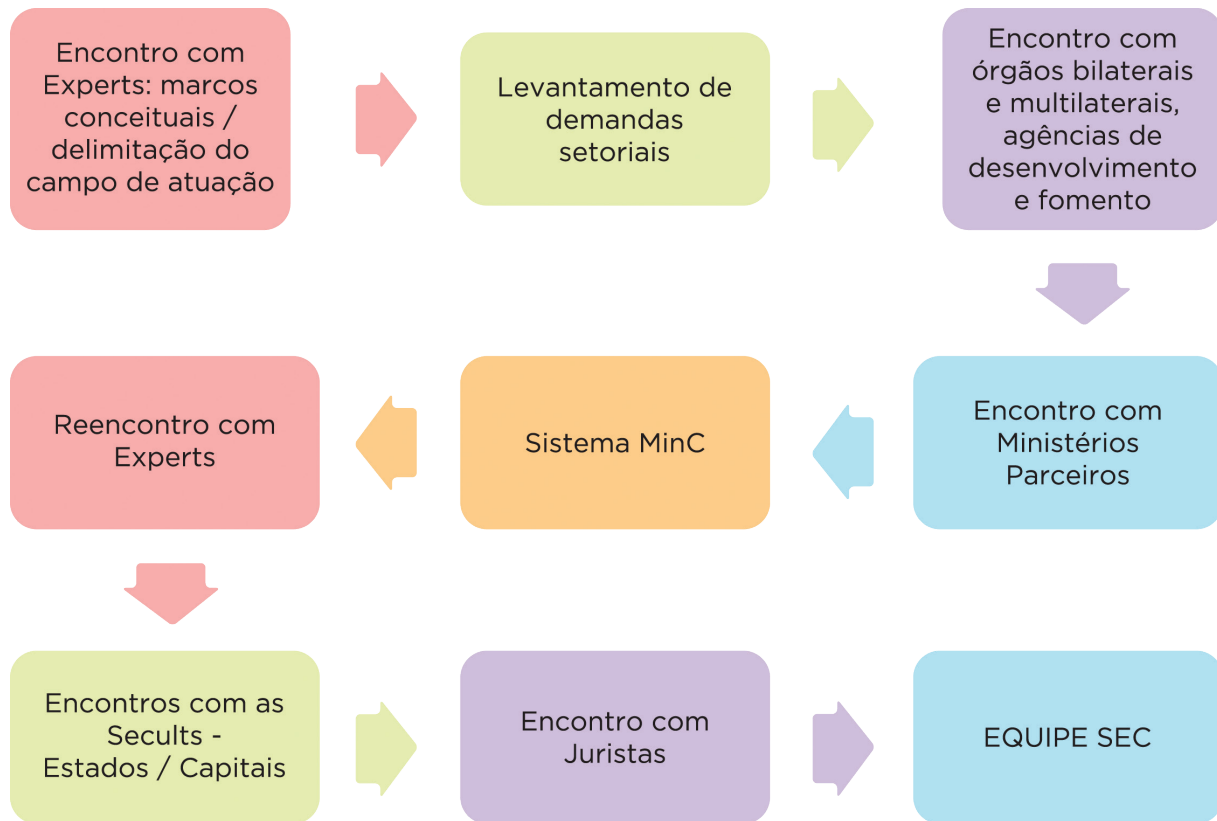 Encontro com
Experts: marcos
conceituais /
delimitação do
campo de atuação
Levantamento de
demandas
setoriais
Encontro com
órgãos bilaterais
e multilaterais,
agências de
desenvolvimento
e fomento
Encontro com
Ministérios
Parceiros
Sistema MinC
Reencontro com
Experts
Encontros com as
Secults -
Estados / Capitais
Encontro com
Juristas
EQUIPE SEC